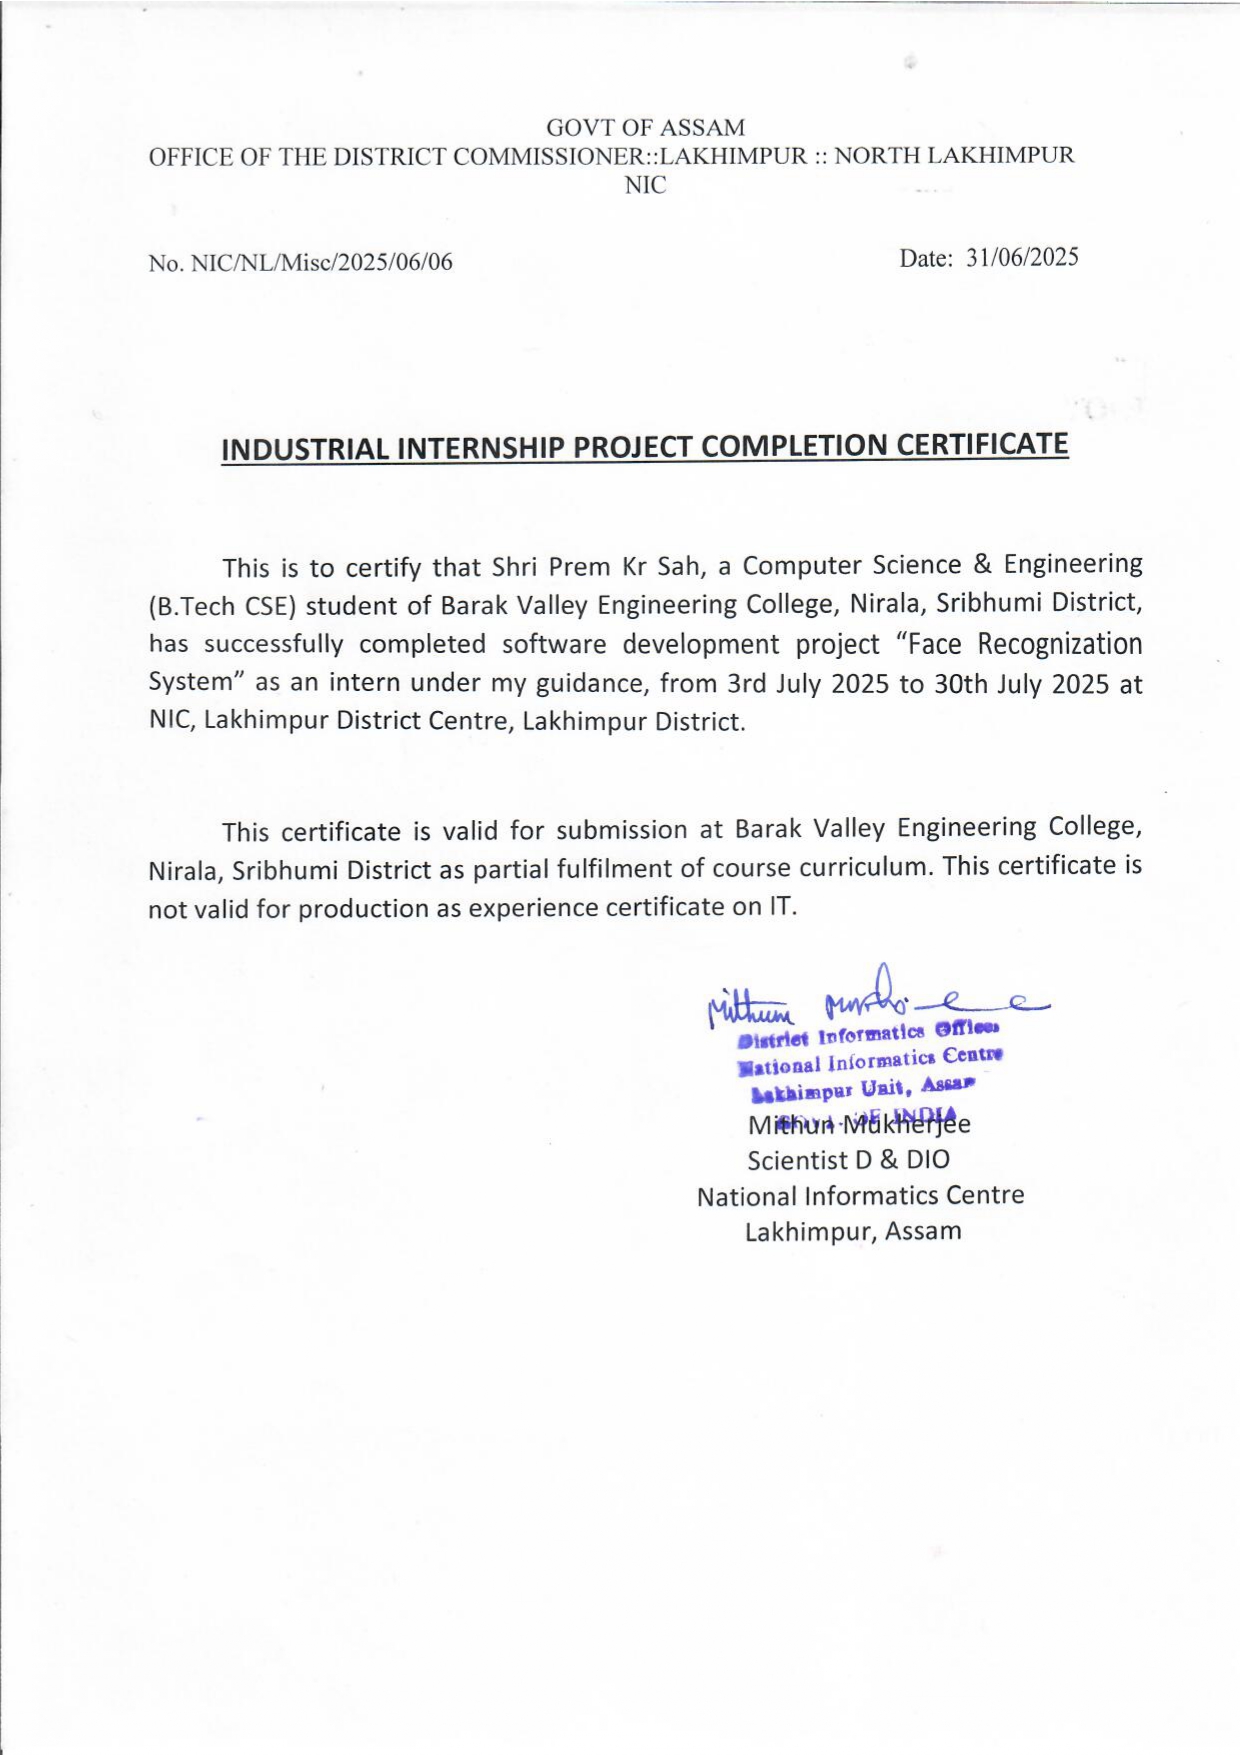 GOVT OF ASSAM
OFFICE OF THE DISTRICT COMMISSIONER::LAKHIMPUR :: NORTH LAKHIMPUR
NIC
No. NIC/NL/Misc/2025/06/06
Date: 31/06/2025
INDUSTRIAL INTERNSHIP PROJECT COMPLETION CERTIFICATE
This is to certify that Shri Prem Kr Sah, a Computer Science & Engineering
(B.Tech CSE) student of Barak Valley Engineering College, Nirala, Sribhumi District,
has successfully completed software development project “Face Recognization
System” as an intern under my guidance, from 3rd July 2025 to 30th July 2025 at
NIC, Lakhimpur District Centre, Lakhimpur District.
This certificate is valid for submission at Barak Valley Engineering College,
Nirala, Sribhumi District as partial fulfilment of course curriculum. This certificate is
not valid for production as experience certificate on IT.
Mithun
District Informatics Officer
National Informatics Centre
Lakhimpur Unit, Assam
OF INDIA
Mithun Mukherjee
Scientist D & DIO
National Informatics Centre
Lakhimpur, Assam